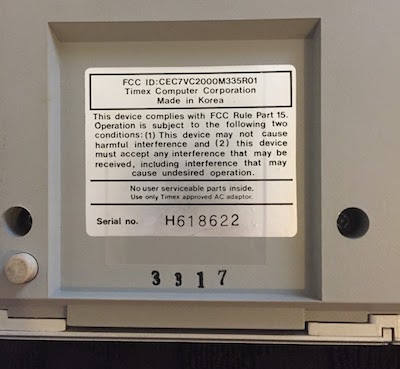 FCC ID:CEC7VC2000M335R01
Timex Computer Corporation
Made in Korea
This device complies with FCC Rule Part 15.
Operation is subject to the following two
conditions: (1) This device may not cause
harmful interference and (2) this device
must accept any interference that may be
received, including interference that may
cause undesired operation.
No user serviceable parts inside.
Use only Timex approved AC adaptor.
Serial no. H618622
3317